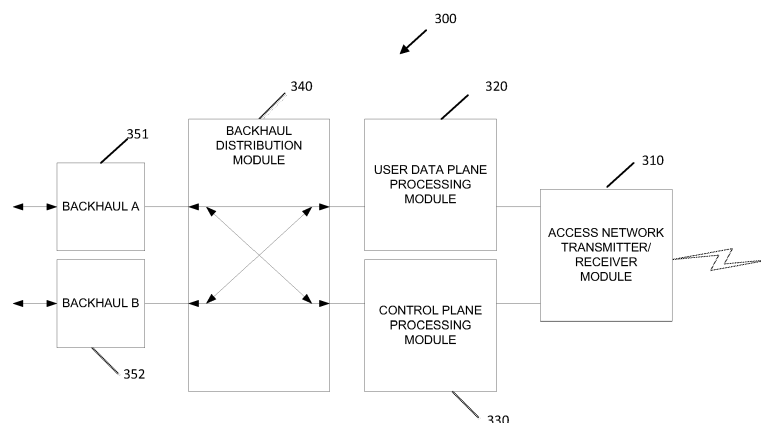 300
340
320
351
BACKHAUL
DISTRIBUTION
MODULE
310
USER DATA PLANE
PROCESSING
MODULE
BACKHAUL A
ACCESS NETWORK
TRANSMITTER/
RECEIVER
MODULE
BACKHAUL B
CONTROL PLANE
PROCESSING
MODULE
352
330